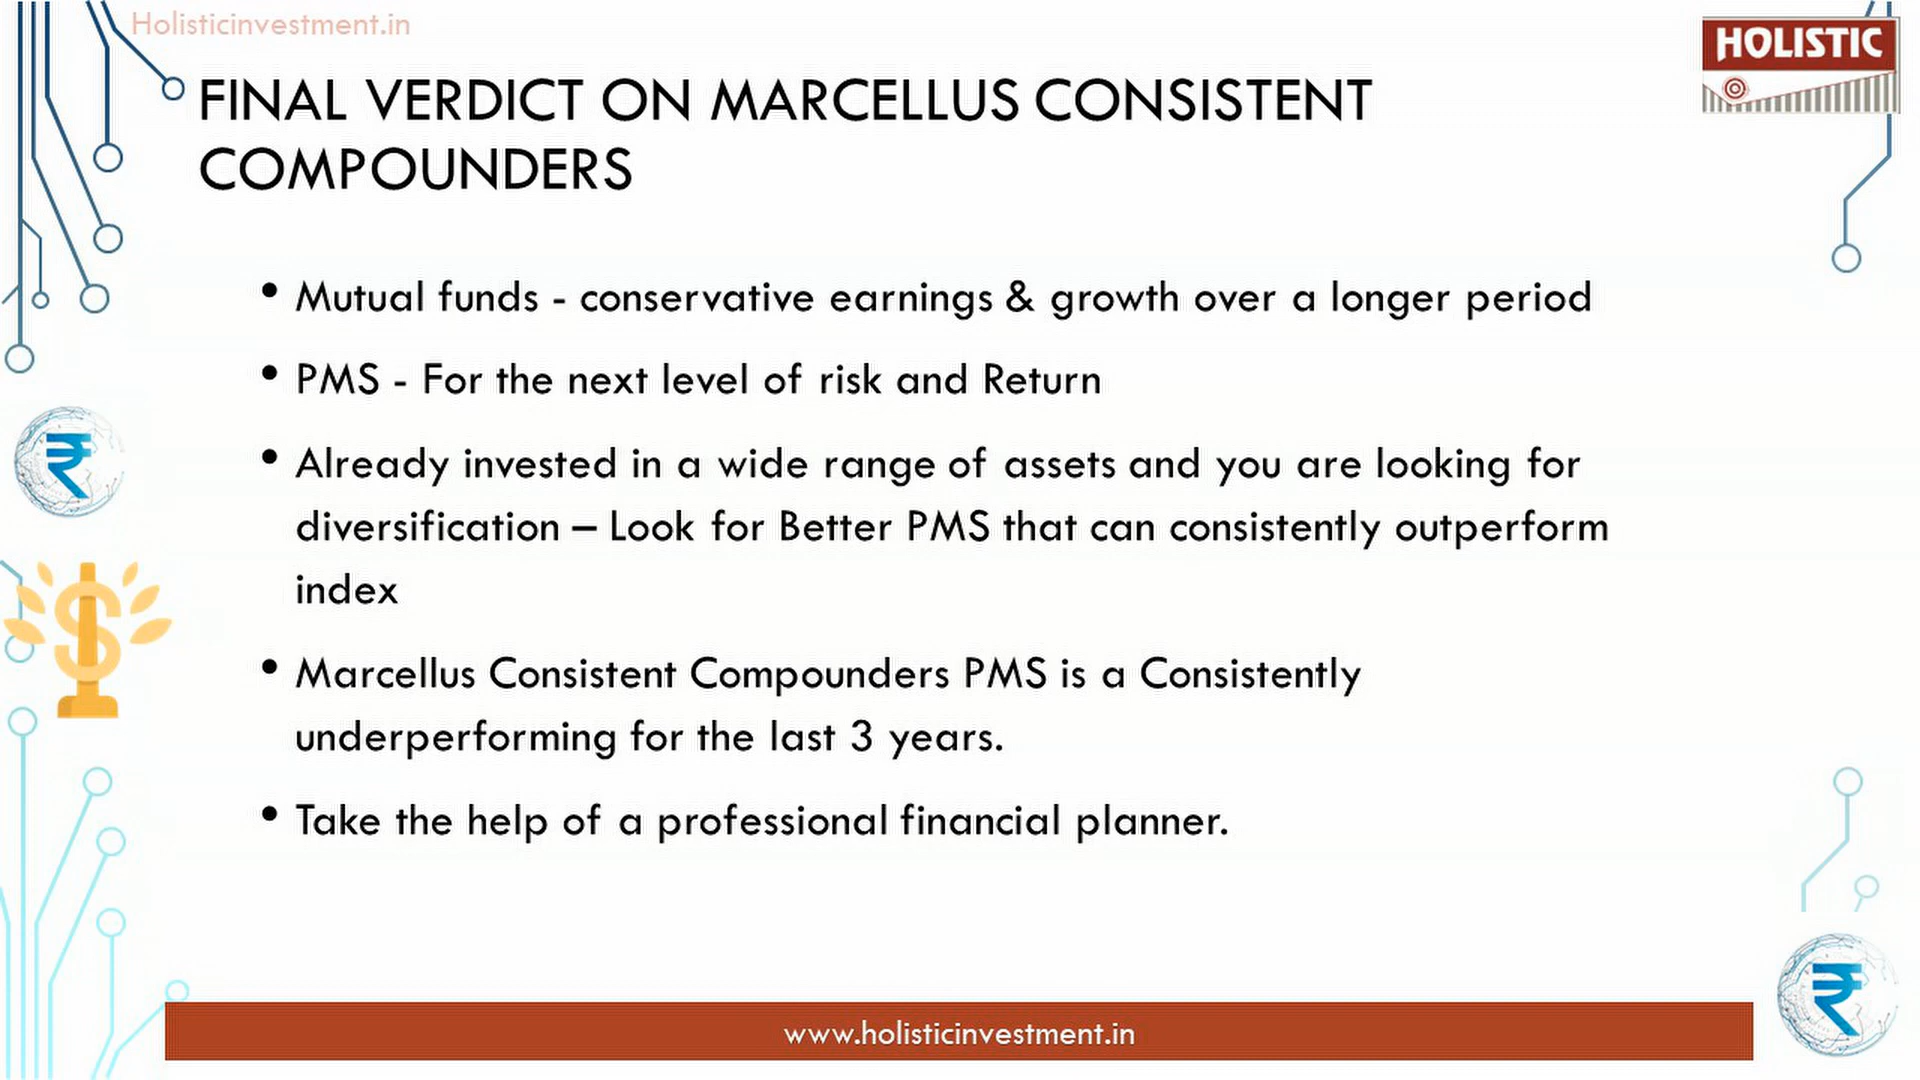 Holisticinvestment.in
HOLISTIC
FINAL VERDICT ON MARCELLUS CONSISTENT
COMPOUNDERS
• Mutual funds - conservative earnings & growth over a longer period
• PMS - For the next level of risk and Return
• Already invested in a wide range of assets and you are looking for
diversification – Look for Better PMS that can consistently outperform
index
• Marcellus Consistent Compounders PMS is a Consistently
underperforming for the last 3 years.
• Take the help of a professional financial planner.
www.holisticinvestment.in